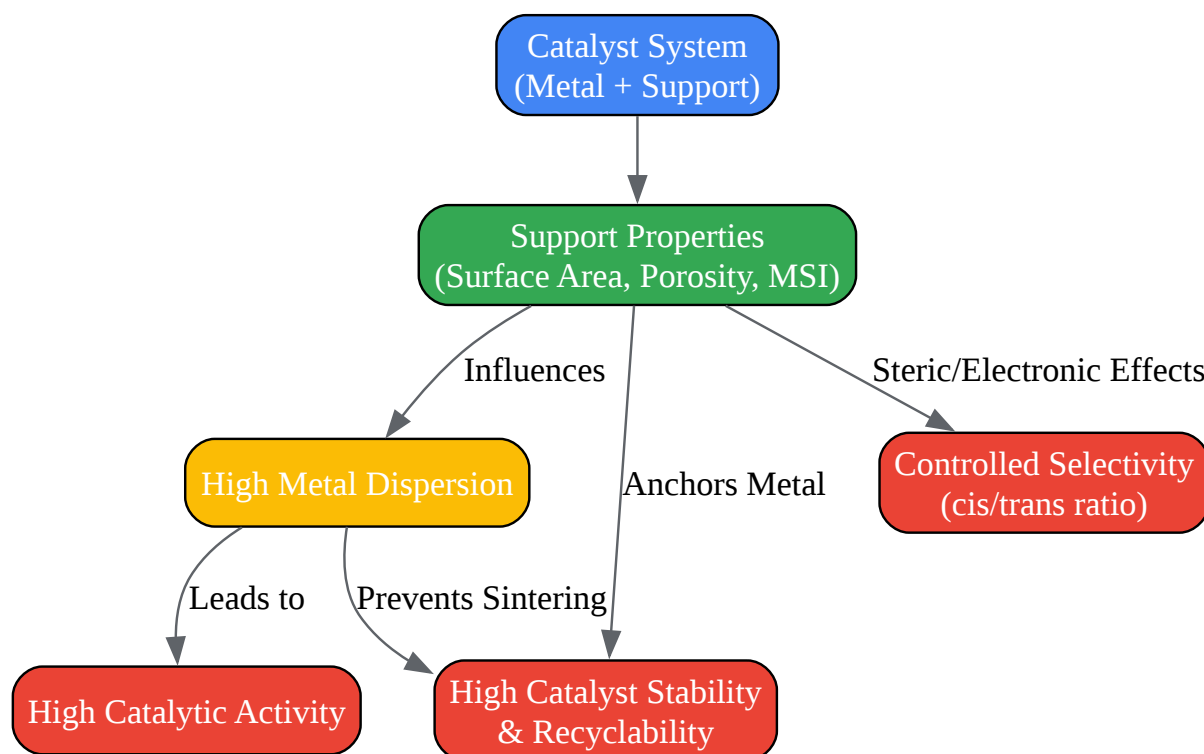 Catalyst System
(Metal + Support)
Support Properties
(Surface Area, Porosity, MSI)
Influences
Steric/Electronic Effects
High Metal Dispersion
Anchors Metal
Controlled Selectivity
(cis/trans ratio)
Leads to
Prevents Sintering
High Catalytic Activity
High Catalyst Stability
& Recyclability